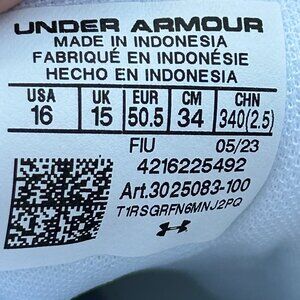 UNDER ARMOUR
MADE IN INDONESIA
FABRIQUÉ EN INDONÉSIE
HECHO EN INDONESIA
USA UK EUR CM CHN
16 15 50.5 34 340(2.5)
FIU 05/23
4216225492
Art.3025083-100
T1RSGRFN6MNJ2PQ